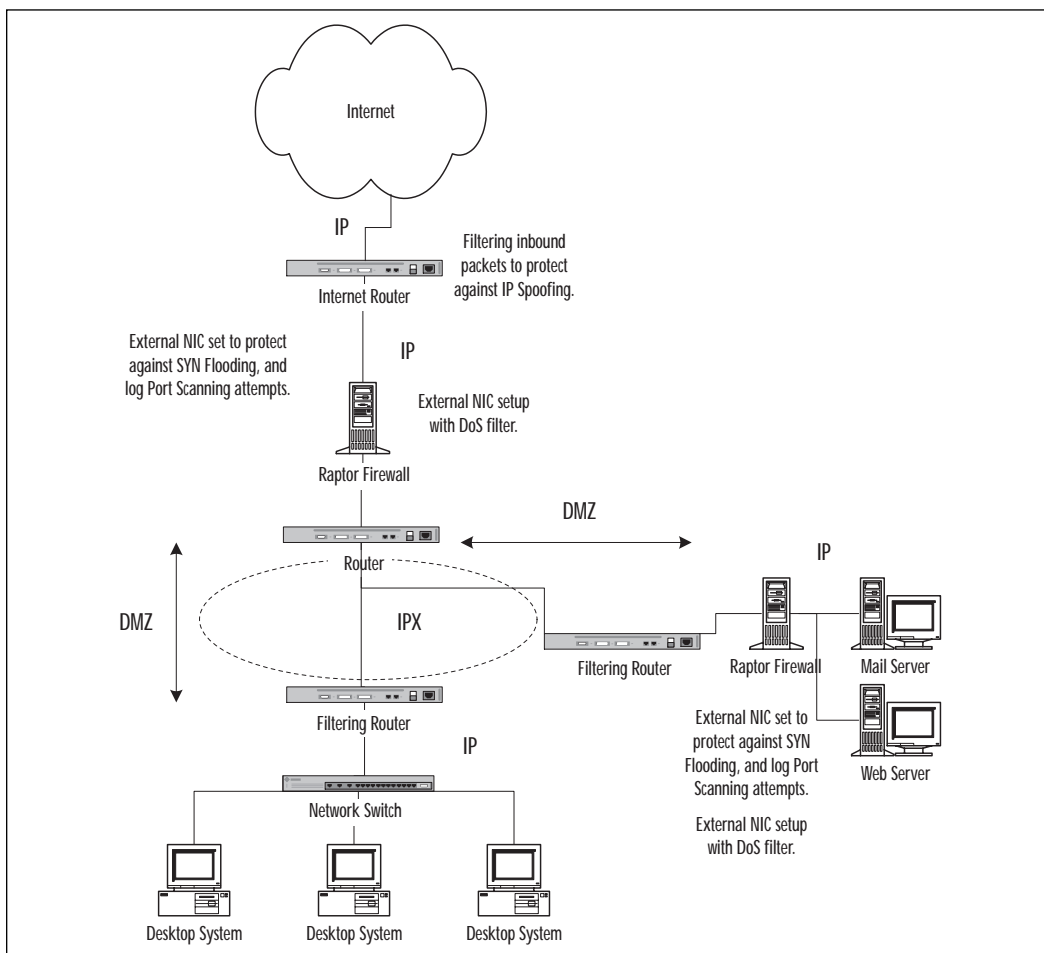 Internet
IP
Filtering inbound
packets to protect
against IP Spoofing.
Internet Router
External NIC set to protect
against SYN Flooding, and
log Port Scanning attempts.
IP
External NIC setup
with DoS filter.
Raptor Firewall
DMZ
Router
IP
DMZ
IPX
Filtering Router
Raptor Firewall
Mail Server
Filtering Router
External NIC set to
protect against SYN
Flooding, and log Port
Scanning attempts.
Web Server
IP
Network Switch
External NIC setup
with DoS filter.
Desktop System
Desktop System
Desktop System